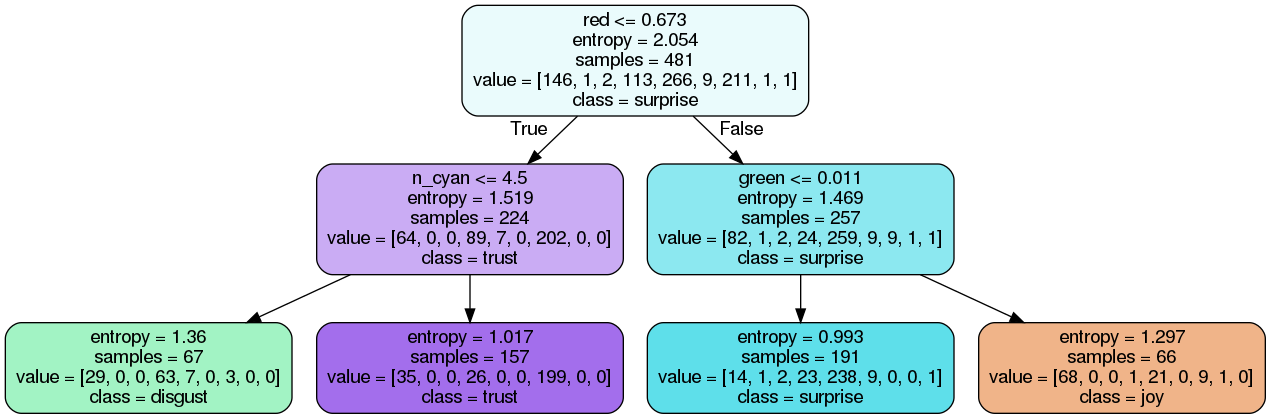 red <= 0.673
entropy = 2.054
samples = 481
value = [146, 1, 2, 113, 266, 9, 211, 1, 1]
class = surprise
True
False
n_cyan <= 4.5
entropy = 1.519
samples = 224
value = [64, 0, 0, 89, 7, 0, 202, 0, 0]
class = trust
green <= 0.011
entropy = 1.469
samples = 257
value = [82, 1, 2, 24, 259, 9, 9, 1, 1]
class = surprise
entropy = 1.36
samples = 67
value = [29, 0, 0, 63, 7, 0, 3, 0, 0]
class = disgust
entropy = 1.017
samples = 157
value = [35, 0, 0, 26, 0, 0, 199, 0, 0]
class = trust
entropy = 0.993
samples = 191
value = [14, 1, 2, 23, 238, 9, 0, 0, 1]
class = surprise
entropy = 1.297
samples = 66
value = [68, 0, 0, 1, 21, 0, 9, 1, 0]
class = joy